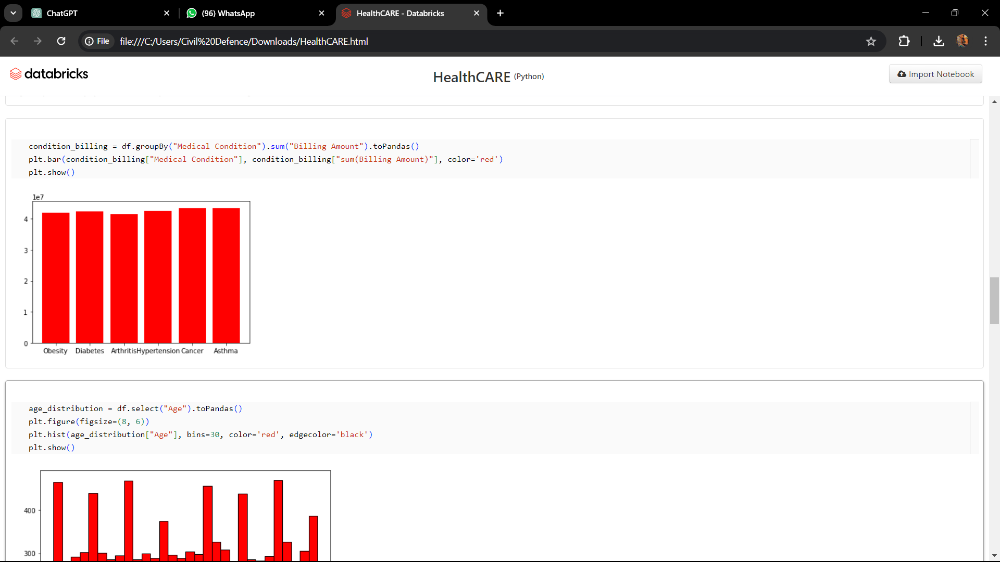 ChatGPT
(96) WhatsApp
HealthCARE - Databricks
File
file:///C:/Users/Civil%20Defence/Downloads/HealthCARE.html
databricks
HealthCARE (Python)
Import Notebook
condition_billing = df.groupBy("Medical Condition").sum("Billing Amount").toPandas()
plt.bar(condition_billing["Medical Condition"], condition_billing["sum(Billing Amount)"], color='red')
plt.show()
1e7
4
3
2
1
0
Obesity Diabetes Arthritis Hypertension Cancer Asthma
age_distribution = df.select("Age").toPandas()
plt.figure(figsize=(8, 6))
plt.hist(age_distribution["Age"], bins=30, color='red', edgecolor='black')
plt.show()
400
300